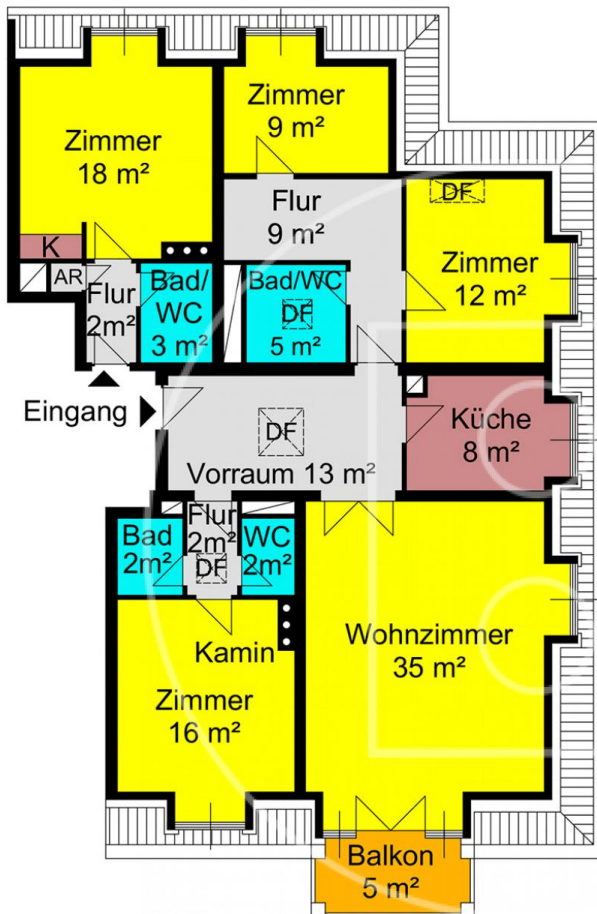 Zimmer
18 m²
K
AR
Flur
2m²
Bad/
WC
3 m²
Zimmer
9 m²
Flur
9 m²
Bad/WC
DF
5 m²
DF
Zimmer
12 m²
Eingang
DF
Vorraum 13 m²
Küche
8 m²
Bad
2m²
Flur
2m²
DF
WC
2m²
Kamin
Zimmer
16 m²
Wohnzimmer
35 m²
Balkon
5 m²